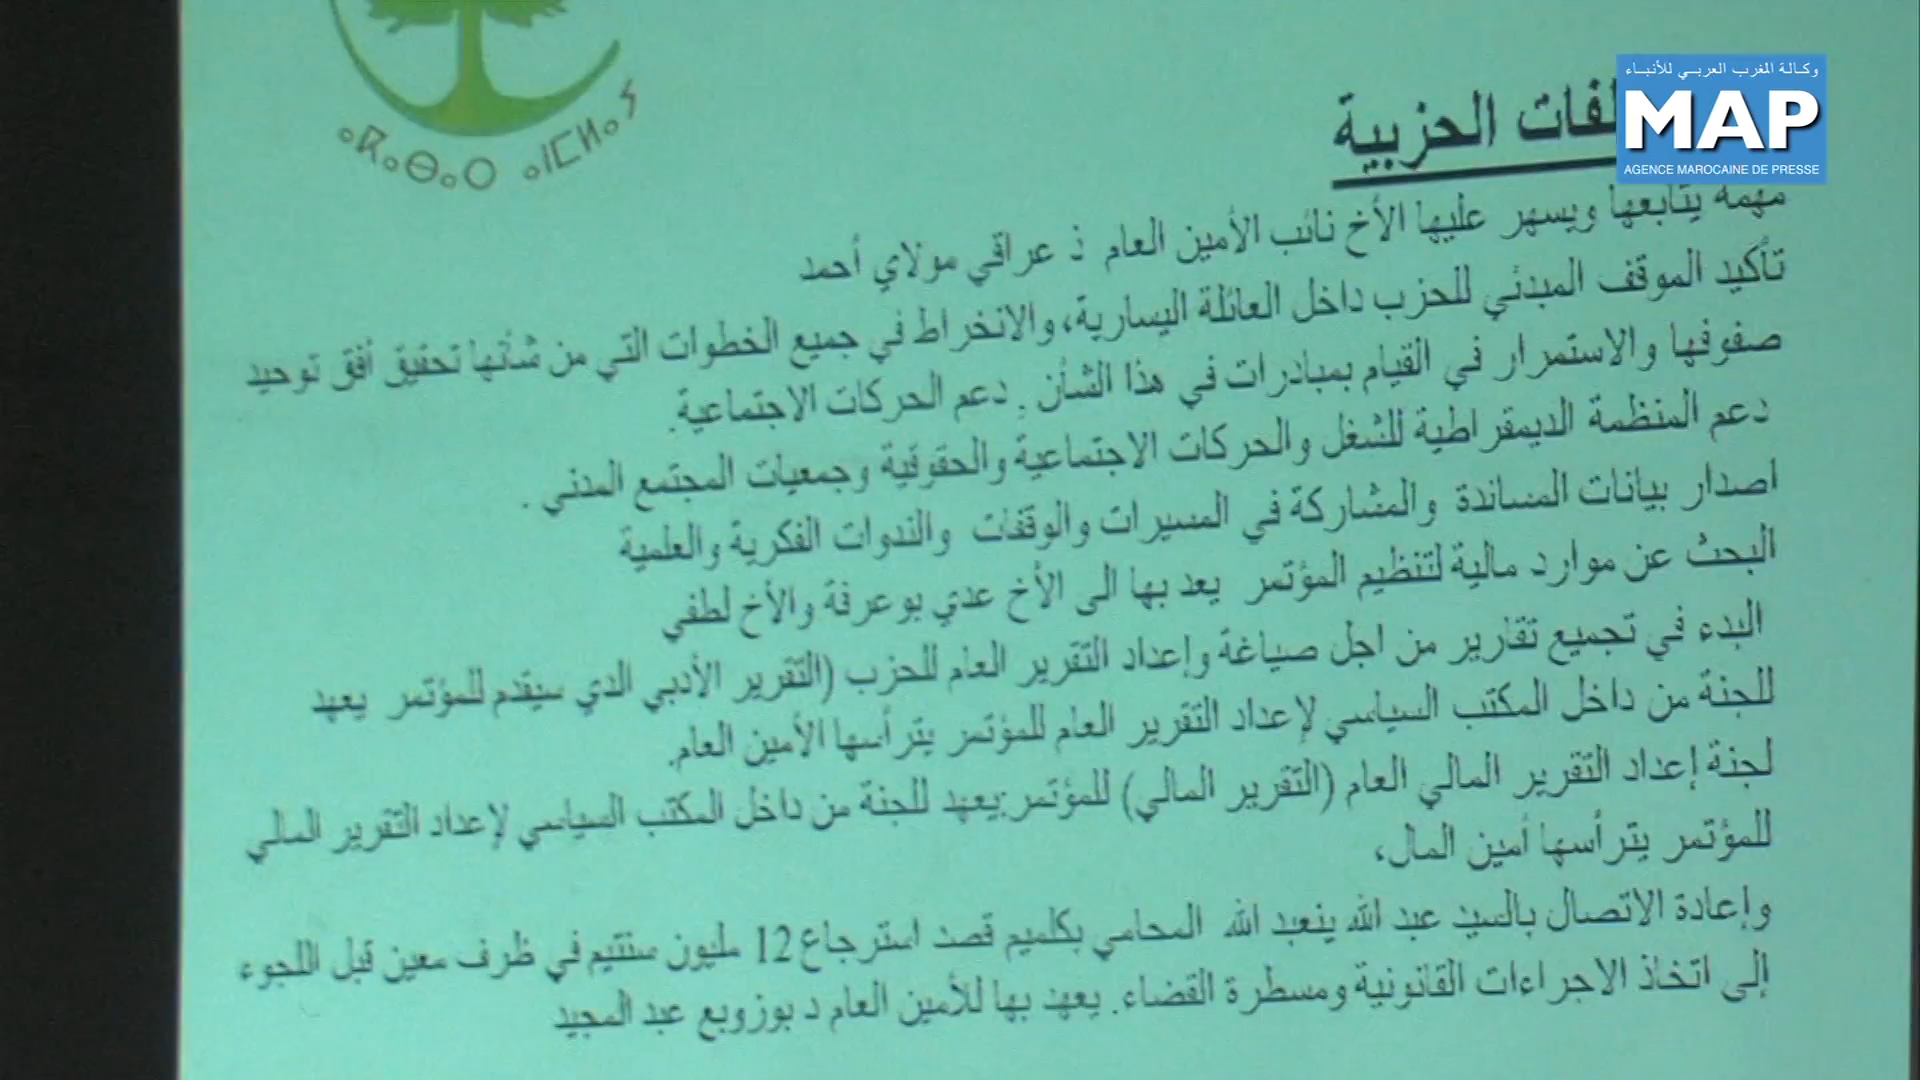 وكالة المغرب العربي للأنباء
MAP
AGENCE MAROCAINE DE PRESSE
ⴰⴽⴰⴱⴰⵔ ⴰⵏⵎⵍⴰⵢ
لفات الحزبية
مهمة يتابعها ويسهر عليها الأخ نائب الأمين العام ذ عراقي مولاي أحمد
تأكيد الموقف المبدئي للحزب داخل العائلة اليسارية، والانخراط في جميع الخطوات التي من شأنها تحقيق أفق توحيد
صفوفها والاستمرار في القيام بمبادرات في هذا الشأن . دعم الحركات الاجتماعية.
دعم المنظمة الديمقراطية للشغل والحركات الاجتماعية والحقوقية وجمعيات المجتمع المدني .
اصدار بيانات المساندة والمشاركة في المسيرات والوقفات والندوات الفكرية والعلمية
البحث عن موارد مالية لتنظيم المؤتمر يعد بها الى الأخ عدي بوعرفة والأخ لطفي
البدء في تجميع تقارير من اجل صياغة وإعداد التقرير العام للحزب (التقرير الأدبي الدي سيقدم للمؤتمر يعهد
للجنة من داخل المكتب السياسي لإعداد التقرير العام للمؤتمر يترأسها الأمين العام.
لجنة إعداد التقرير المالي العام (التقرير المالي) للمؤتمر:يعهد للجنة من داخل المكتب السياسي لإعداد التقرير المالي
للمؤتمر يترأسها أمين المال،
وإعادة الاتصال بالسيد عبد الله ينعبد الله المحامي بكلميم قصد استرجاع 12 مليون سنتيم في ظرف معين قبل اللجوء
إلى اتخاذ الاجراءات القانونية ومسطرة القضاء. يعهد بها للأمين العام د بوزوبع عبد المجيد